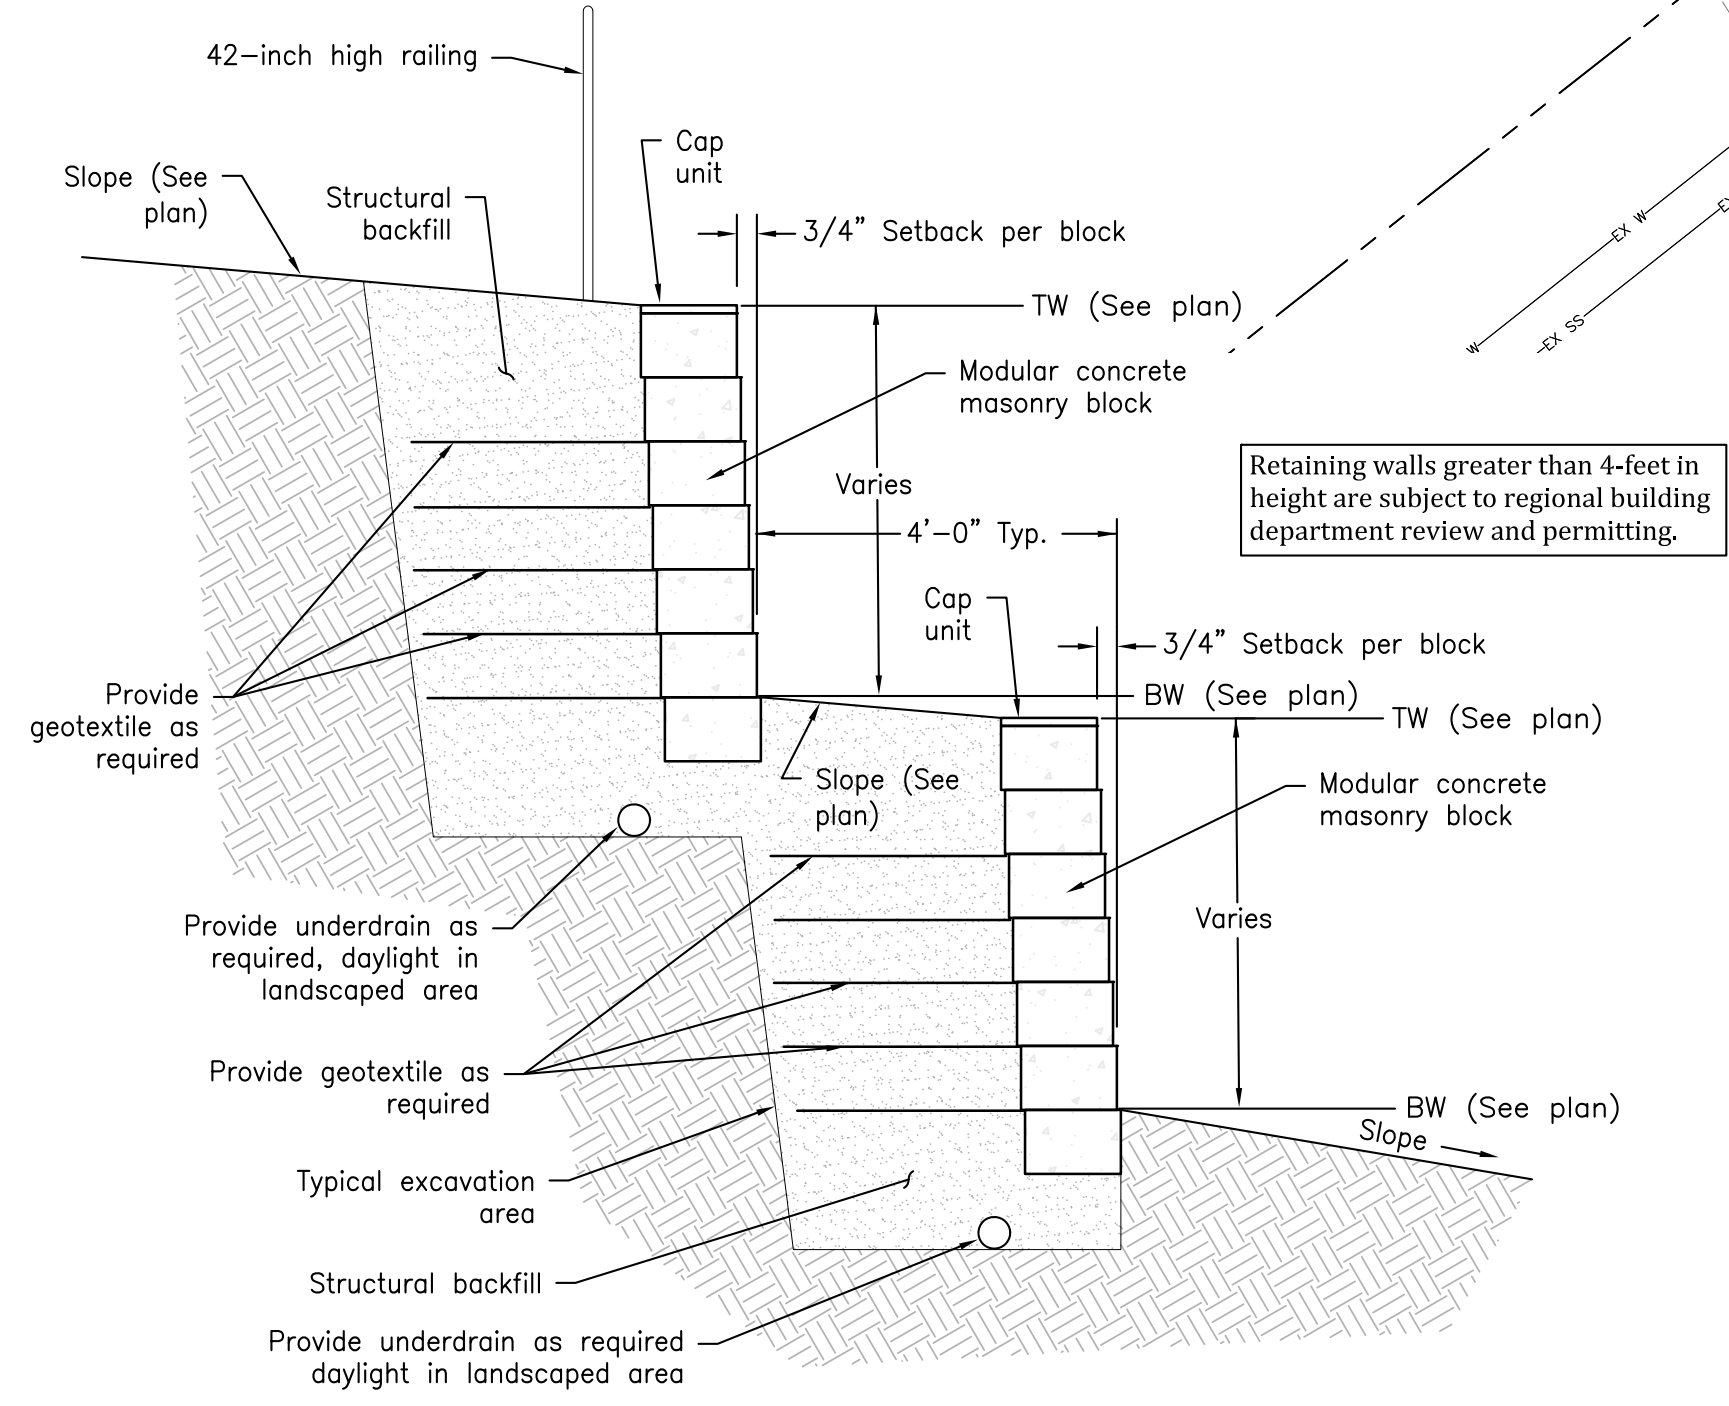 42-inch high railing
Cap
unit
Slope (See
plan)
Structural
backfill
3/4” Setback per block
TW (See plan)
EX W
W
EX SS
Modular concrete
masonry block
Varies
Retaining walls greater than 4-feet in
height are subject to regional building
department review and permitting.
4’-0” Typ.
Cap
unit
3/4” Setback per block
Provide
geotextile as
required
BW (See plan)
TW (See plan)
Slope (See
plan)
Modular concrete
masonry block
Provide underdrain as
required, daylight in
landscaped area
Varies
Provide geotextile as
required
BW (See plan)
Slope
Typical excavation
area
Structural backfill
Provide underdrain as required
daylight in landscaped area